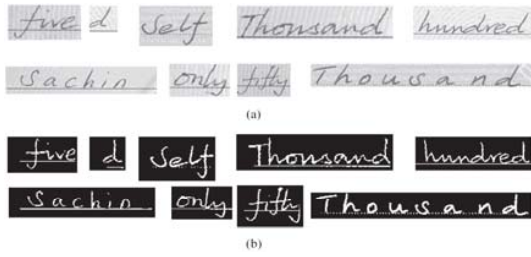 five d Self Thousand hundred
Sachin only fifty Thousand
(a)
five d Self Thousand hundred
Sachin only fifty Thousand
(b)